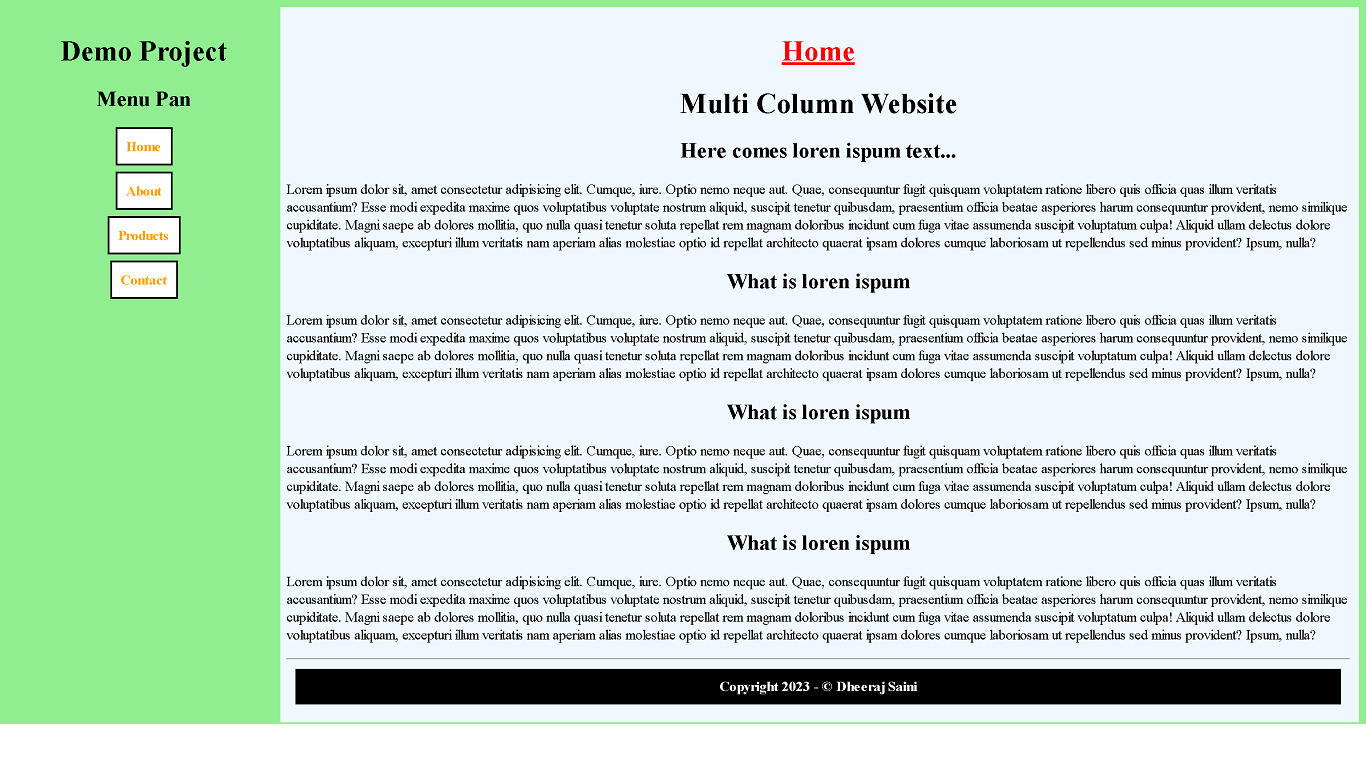 Demo Project
Menu Pan
Home
About
Products
Contact
Home
Multi Column Website
Here comes loren ispum text...
Lorem ipsum dolor sit, amet consectetur adipisicing elit. Cumque, iure. Optio nemo neque aut. Quae, consequuntur fugit quisquam voluptatem ratione libero quis officia quas illum veritatis
accusantium? Esse modi expedita maxime quos voluptatibus voluptate nostrum aliquid, suscipit tenetur quibusdam, praesentium officia beatae asperiores harum consequuntur provident, nemo similique
cupiditate. Magni saepe ab dolores mollitia, quo nulla quasi tenetur soluta repellat rem magnam doloribus incidunt cum fuga vitae assumenda suscipit voluptatum culpa! Aliquid ullam delectus dolore
voluptatibus aliquam, excepturi illum veritatis nam aperiam alias molestiae optio id repellat architecto quaerat ipsam dolores cumque laboriosam ut repellendus sed minus provident? Ipsum, nulla?
What is loren ispum
Lorem ipsum dolor sit, amet consectetur adipisicing elit. Cumque, iure. Optio nemo neque aut. Quae, consequuntur fugit quisquam voluptatem ratione libero quis officia quas illum veritatis
accusantium? Esse modi expedita maxime quos voluptatibus voluptate nostrum aliquid, suscipit tenetur quibusdam, praesentium officia beatae asperiores harum consequuntur provident, nemo similique
cupiditate. Magni saepe ab dolores mollitia, quo nulla quasi tenetur soluta repellat rem magnam doloribus incidunt cum fuga vitae assumenda suscipit voluptatum culpa! Aliquid ullam delectus dolore
voluptatibus aliquam, excepturi illum veritatis nam aperiam alias molestiae optio id repellat architecto quaerat ipsam dolores cumque laboriosam ut repellendus sed minus provident? Ipsum, nulla?
What is loren ispum
Lorem ipsum dolor sit, amet consectetur adipisicing elit. Cumque, iure. Optio nemo neque aut. Quae, consequuntur fugit quisquam voluptatem ratione libero quis officia quas illum veritatis
accusantium? Esse modi expedita maxime quos voluptatibus voluptate nostrum aliquid, suscipit tenetur quibusdam, praesentium officia beatae asperiores harum consequuntur provident, nemo similique
cupiditate. Magni saepe ab dolores mollitia, quo nulla quasi tenetur soluta repellat rem magnam doloribus incidunt cum fuga vitae assumenda suscipit voluptatum culpa! Aliquid ullam delectus dolore
voluptatibus aliquam, excepturi illum veritatis nam aperiam alias molestiae optio id repellat architecto quaerat ipsam dolores cumque laboriosam ut repellendus sed minus provident? Ipsum, nulla?
What is loren ispum
Lorem ipsum dolor sit, amet consectetur adipisicing elit. Cumque, iure. Optio nemo neque aut. Quae, consequuntur fugit quisquam voluptatem ratione libero quis officia quas illum veritatis
accusantium? Esse modi expedita maxime quos voluptatibus voluptate nostrum aliquid, suscipit tenetur quibusdam, praesentium officia beatae asperiores harum consequuntur provident, nemo similique
cupiditate. Magni saepe ab dolores mollitia, quo nulla quasi tenetur soluta repellat rem magnam doloribus incidunt cum fuga vitae assumenda suscipit voluptatum culpa! Aliquid ullam delectus dolore
voluptatibus aliquam, excepturi illum veritatis nam aperiam alias molestiae optio id repellat architecto quaerat ipsam dolores cumque laboriosam ut repellendus sed minus provident? Ipsum, nulla?
Copyright 2023 - © Dheeraj Saini